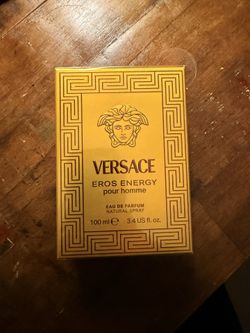 VERSACE
EROS ENERGY
pour homme
EAU DE PARFUM
NATURAL SPRAY
100 ml ℮ 3.4 US fl. oz.